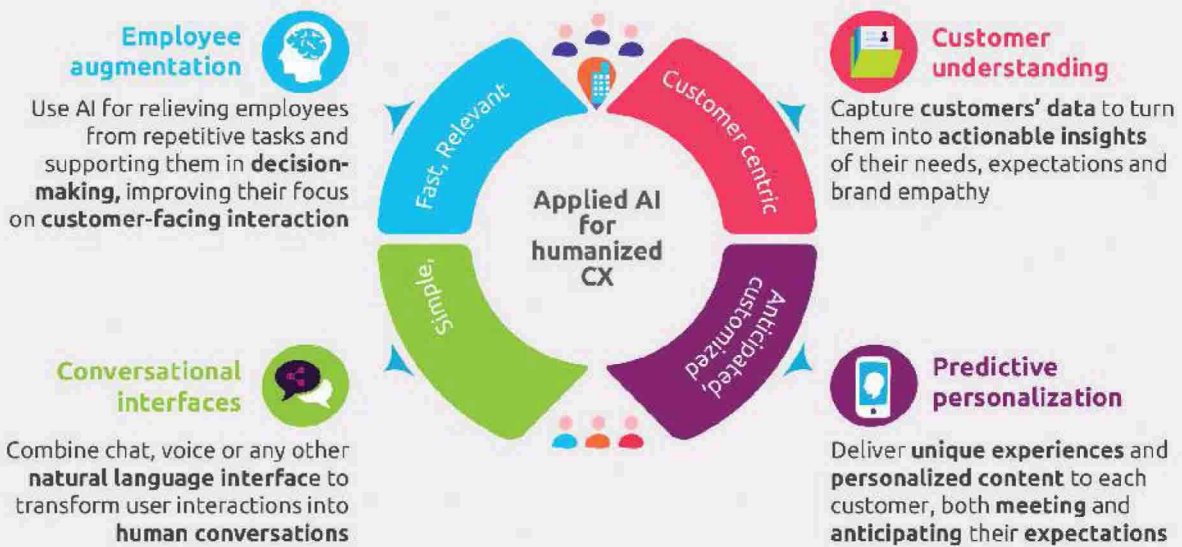 Employee
augmentation
Use AI for relieving employees
from repetitive tasks and
supporting them in decision-
making, improving their focus
on customer-facing interaction
Fast, Relevant
Customer centric
Customer
understanding
Capture customers' data to turn
them into actionable insights
of their needs, expectations and
brand empathy
Applied AI
for
humanized
CX
Simple,
Anticipated,
customized
Conversational
interfaces
Combine chat, voice or any other
natural language interface to
transform user interactions into
human conversations
Predictive
personalization
Deliver unique experiences and
personalized content to each
customer, both meeting and
anticipating their expectations